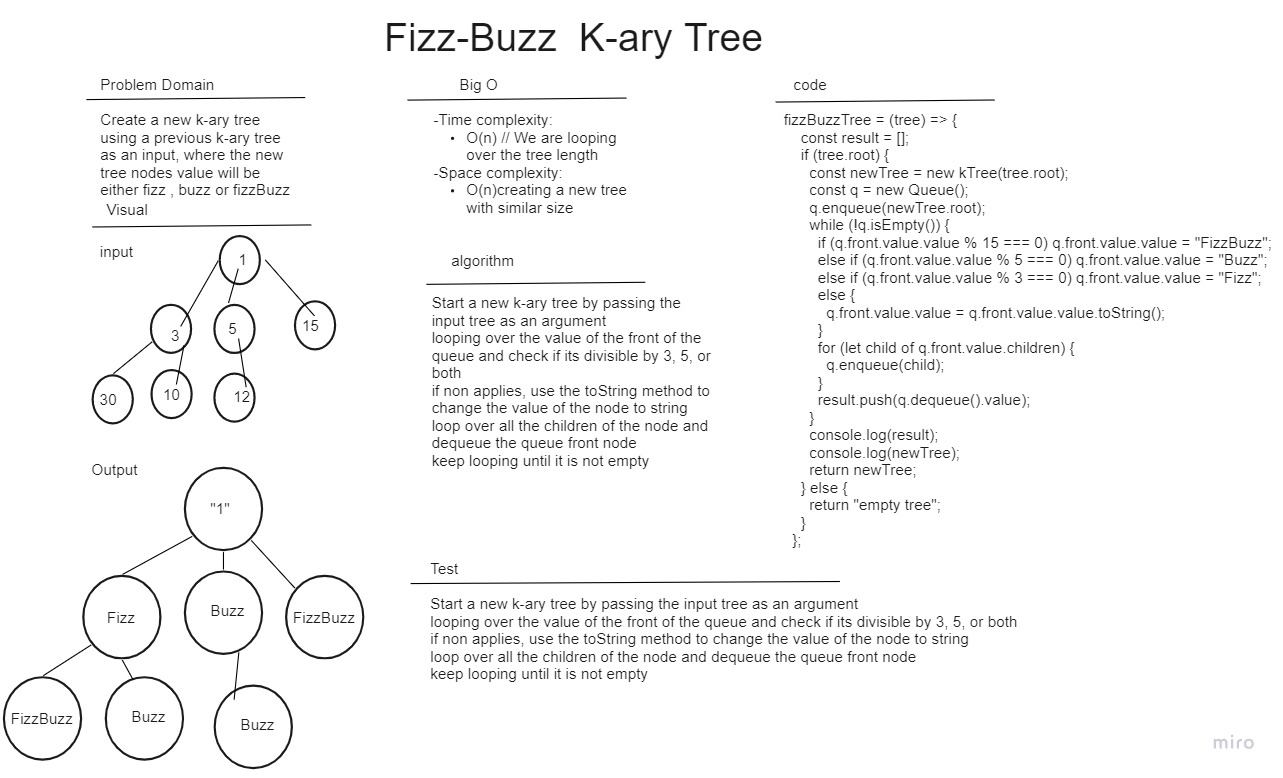 Fizz-Buzz K-ary Tree
Problem Domain
Create a new k-ary tree
using a previous k-ary tree
as an input, where the new
tree nodes value will be
either fizz , buzz or fizzBuzz
Visual
input
1
3
5
15
30
10
12
Output
"1"
Fizz
Buzz
FizzBuzz
FizzBuzz
Buzz
Buzz
Big O
-Time complexity:
• O(n) // We are looping
over the tree length
-Space complexity:
• O(n)creating a new tree
with similar size
algorithm
Start a new k-ary tree by passing the
input tree as an argument
looping over the value of the front of the
queue and check if its divisible by 3, 5, or
both
if non applies, use the toString method to
change the value of the node to string
loop over all the children of the node and
dequeue the queue front node
keep looping until it is not empty
code
fizzBuzzTree = (tree) => {
const result = [];
if (tree.root) {
const newTree = new kTree(tree.root);
const q = new Queue();
q.enqueue(newTree.root);
while (!q.isEmpty()) {
if (q.front.value.value % 15 === 0) q.front.value.value = "FizzBuzz";
else if (q.front.value.value % 5 === 0) q.front.value.value = "Buzz";
else if (q.front.value.value % 3 === 0) q.front.value.value = "Fizz";
else {
q.front.value.value = q.front.value.value.toString();
}
for (let child of q.front.value.children) {
q.enqueue(child);
}
result.push(q.dequeue().value);
}
console.log(result);
console.log(newTree);
return newTree;
} else {
return "empty tree";
}
};
Test
Start a new k-ary tree by passing the input tree as an argument
looping over the value of the front of the queue and check if its divisible by 3, 5, or both
if non applies, use the toString method to change the value of the node to string
loop over all the children of the node and dequeue the queue front node
keep looping until it is not empty
miro